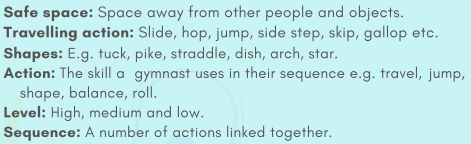 Safe space: Space away from other people and objects.
Travelling action: Slide, hop, jump, side step, skip, gallop etc.
Shapes: E.g. tuck, pike, straddle, dish, arch, star.
Action: The skill a gymnast uses in their sequence e.g. travel, jump,
shape, balance, roll.
Level: High, medium and low.
Sequence: A number of actions linked together.